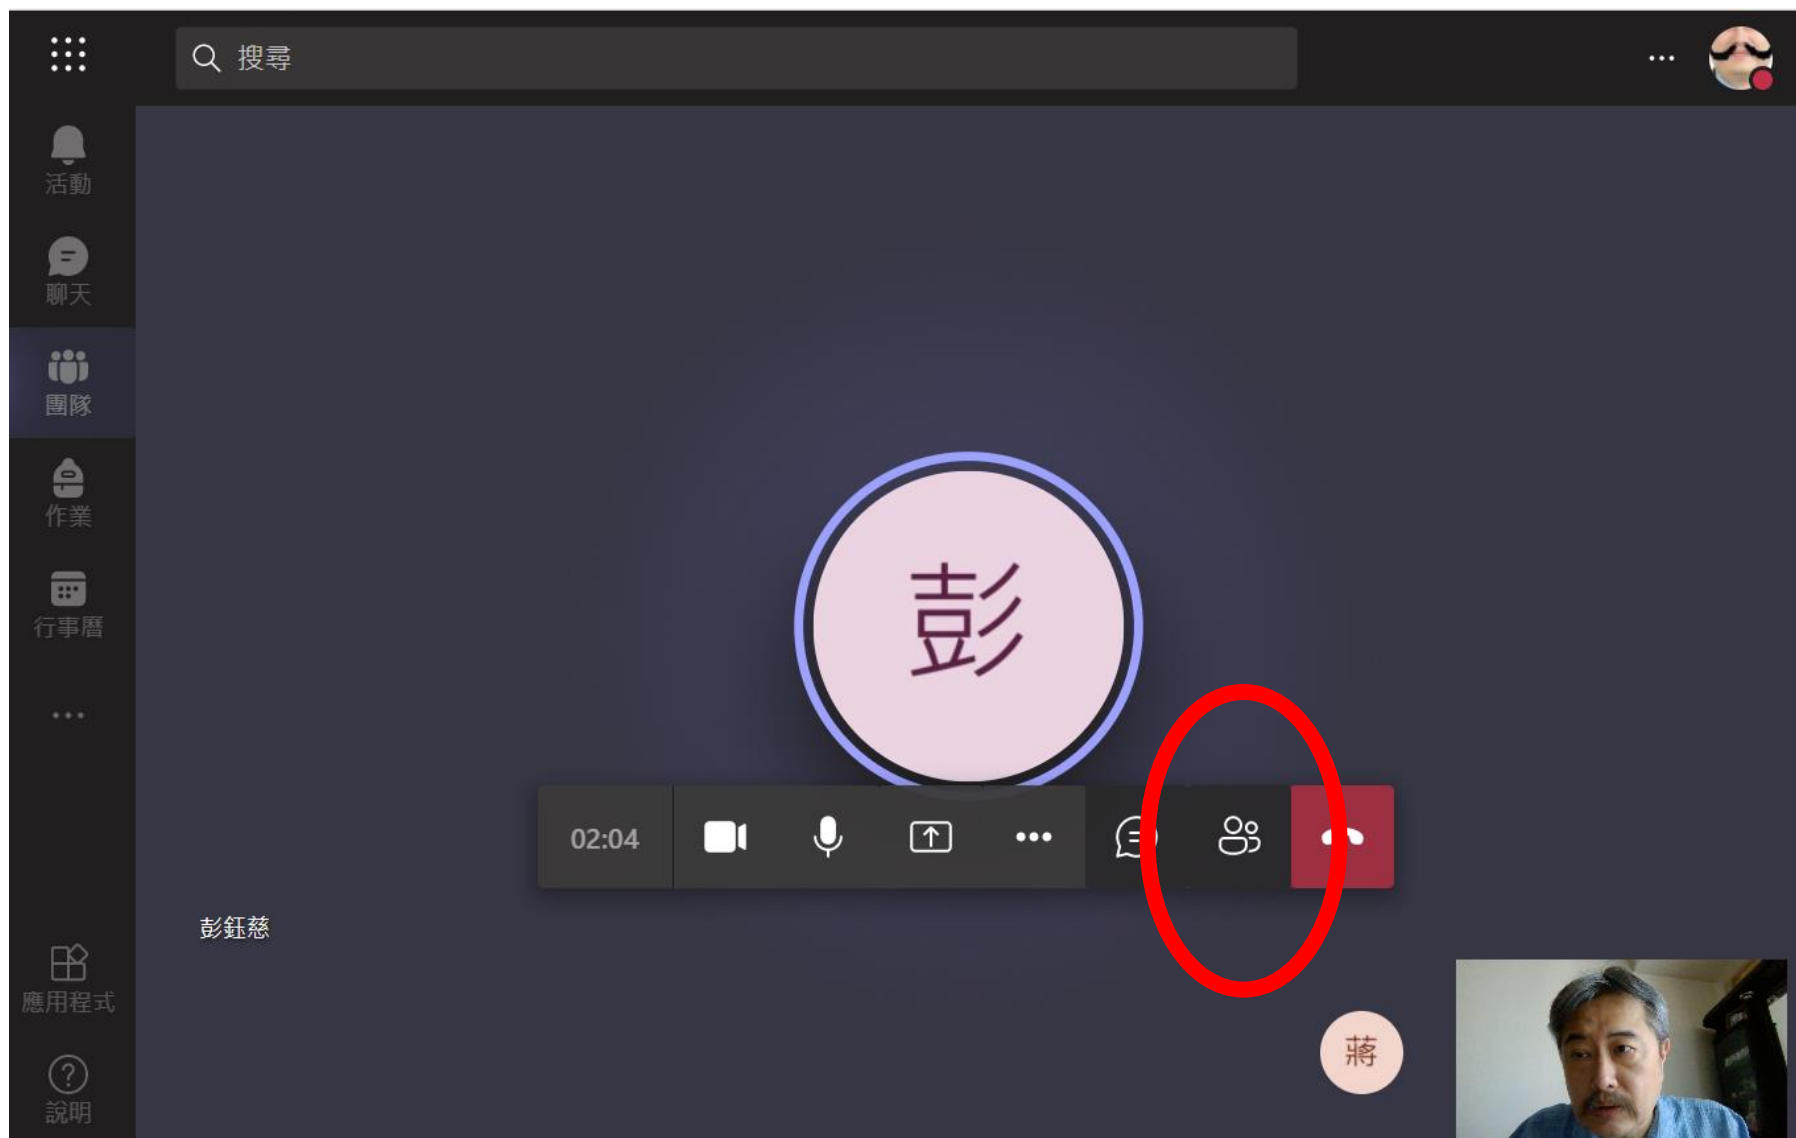 搜尋
活動
聊天
團隊
作業
行事曆
彭
02:04
彭鈺慈
應用程式
蔣
說明